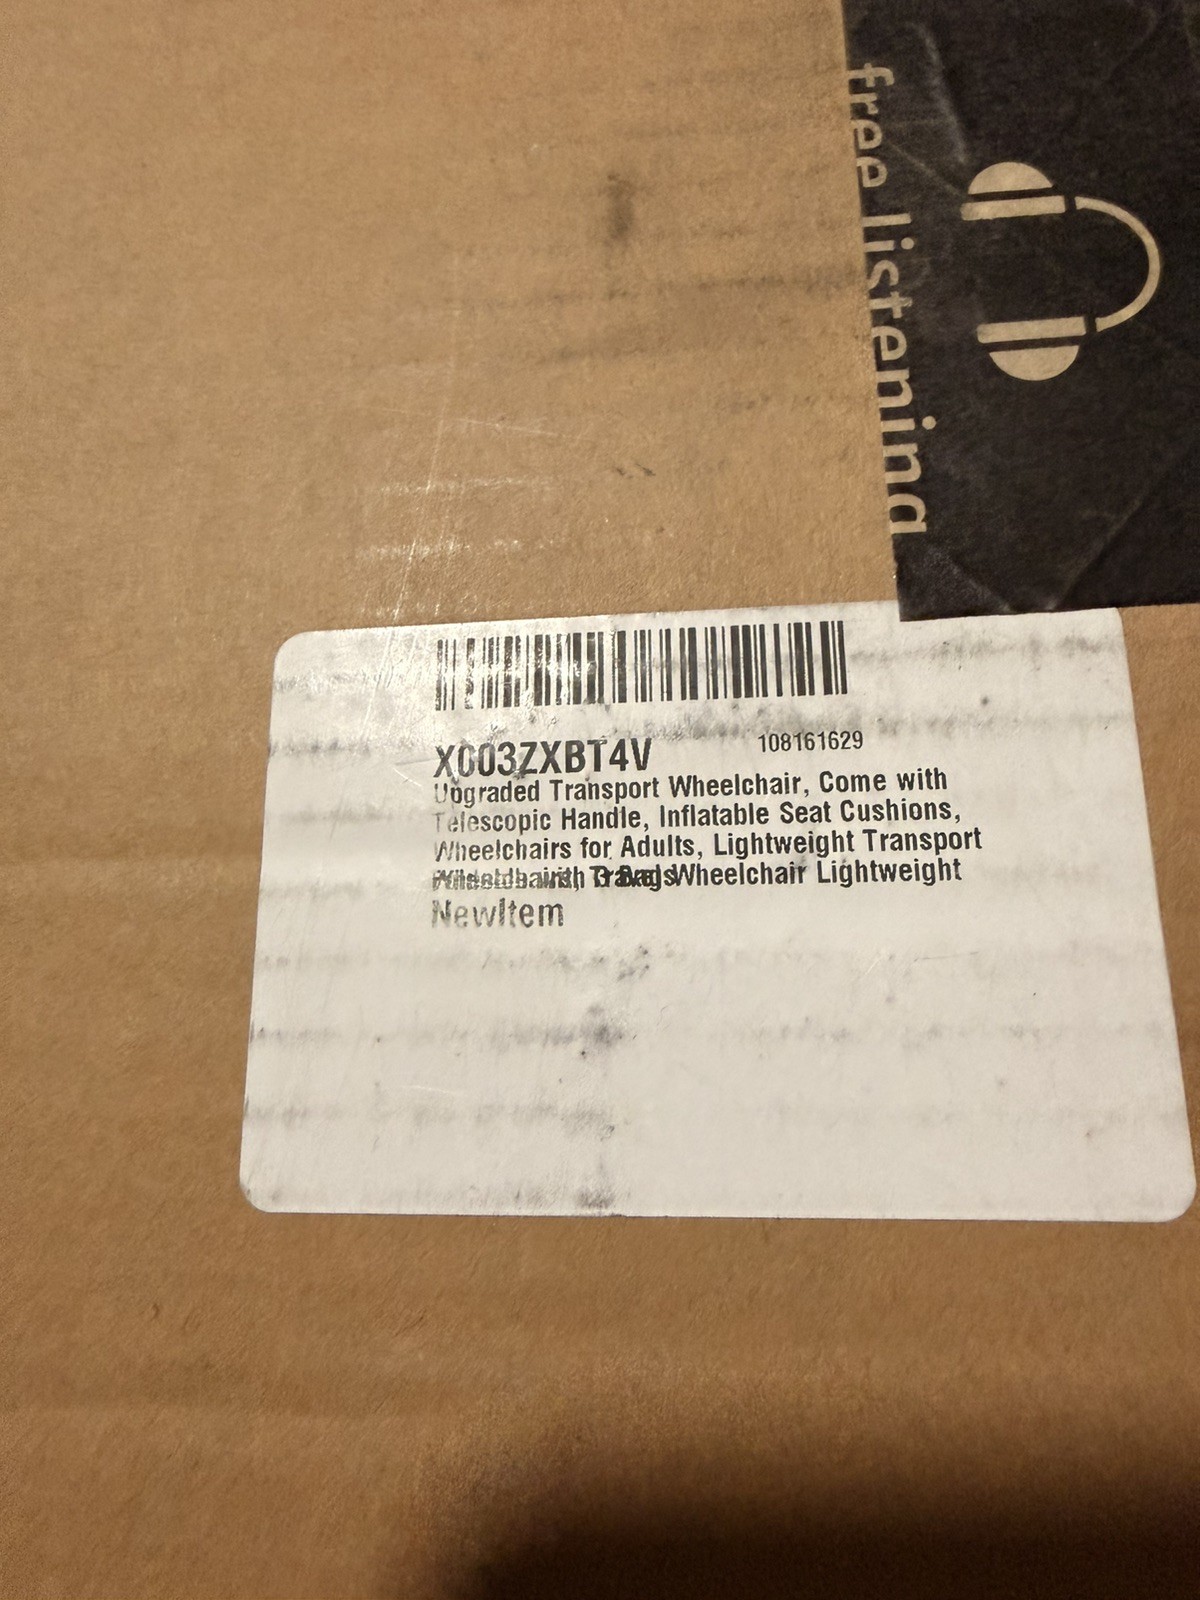 free listening
X003ZXBT4V
108161629
Upgraded Transport Wheelchair, Come with
Telescopic Handle, Inflatable Seat Cushions,
Wheelchairs for Adults, Lightweight Transport
Wheelchair Lightweight
NewItem